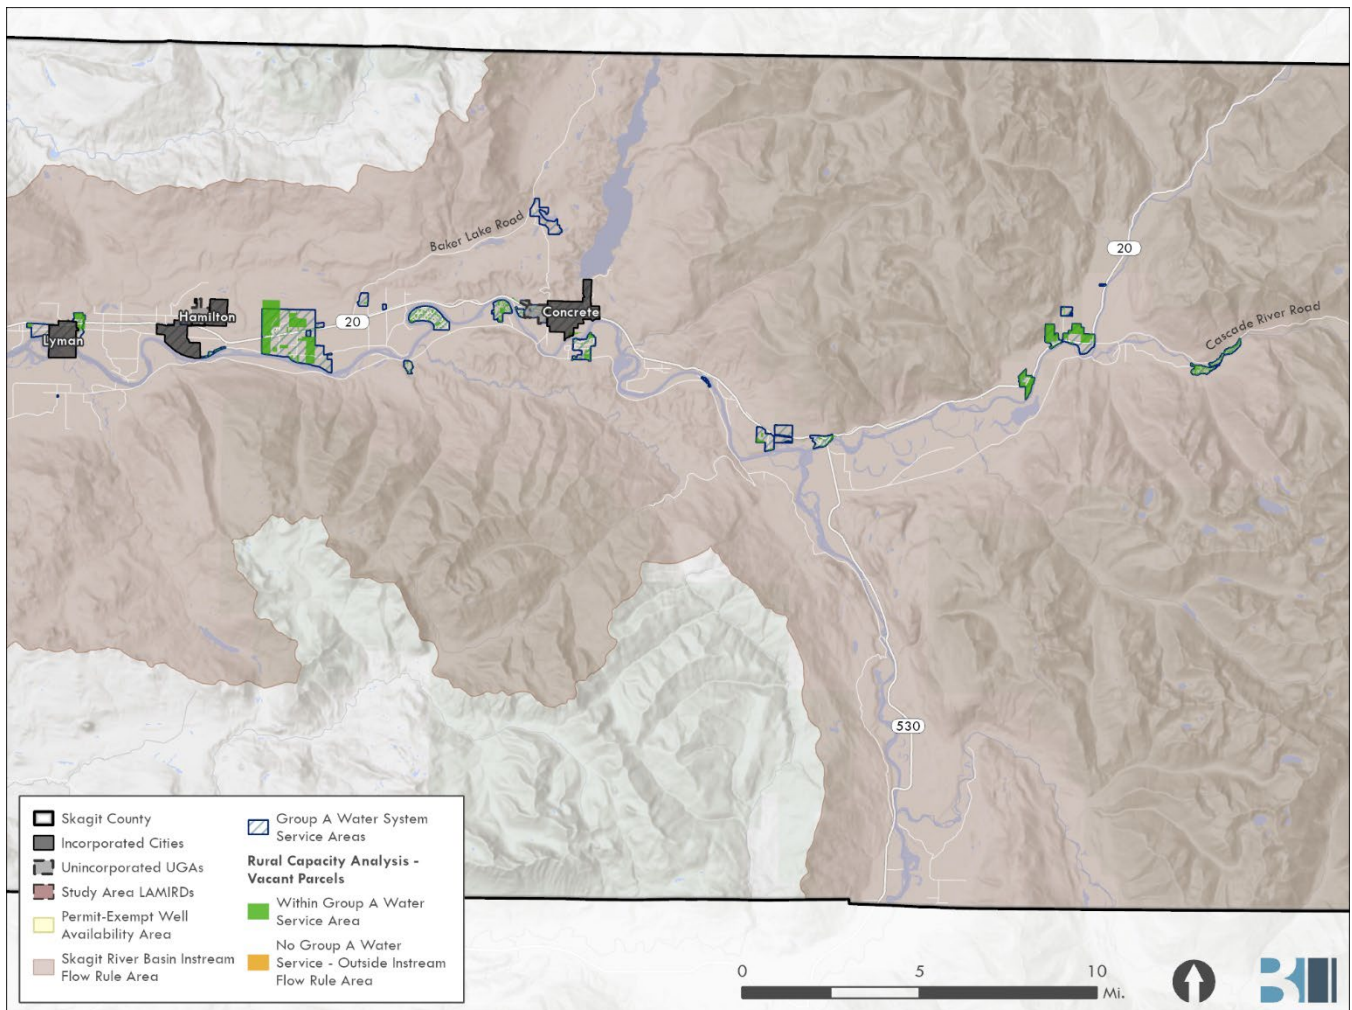 20
Cascade River Road
Baker Lake Road
Hamilton
Concrete
20
Lyman
530
Skagit County
Incorporated Cities
Unincorporated UGAs
Study Area LAMIRDs
Permit-Exempt Well
Availability Area
Skagit River Basin Instream
Flow Rule Area
Group A Water System
Service Areas
Rural Capacity Analysis -
Vacant Parcels
Within Group A Water
Service Area
No Group A Water
Service - Outside Instream
Flow Rule Area
0 5 10
Mi.